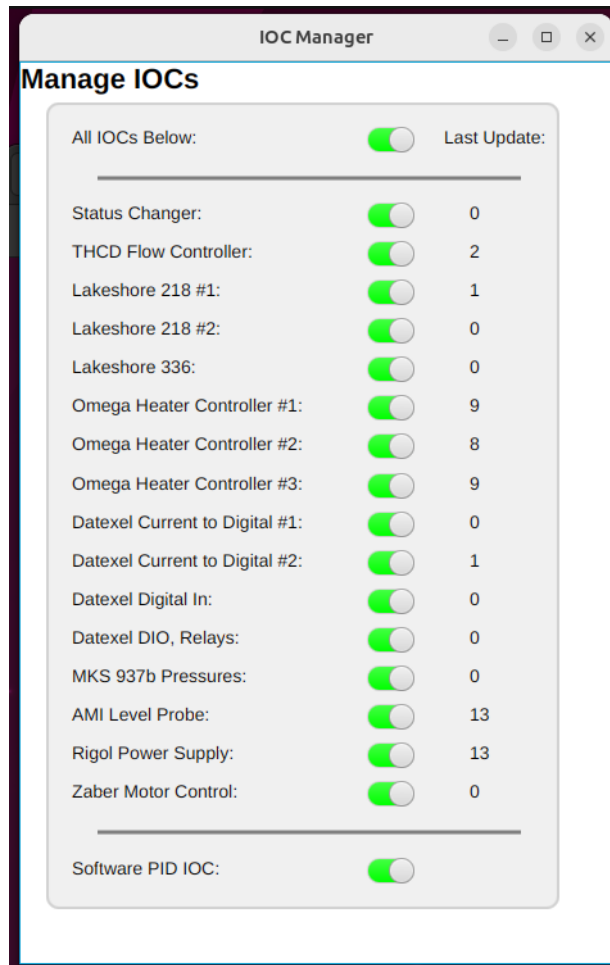 IOC Manager
Manage IOCs
All IOCs Below: Last Update:
Status Changer: 0
THCD Flow Controller: 2
Lakeshore 218 #1: 1
Lakeshore 218 #2: 0
Lakeshore 336: 0
Omega Heater Controller #1: 9
Omega Heater Controller #2: 8
Omega Heater Controller #3: 9
Datexel Current to Digital #1: 0
Datexel Current to Digital #2: 1
Datexel Digital In: 0
Datexel DIO, Relays: 0
MKS 937b Pressures: 0
AMI Level Probe: 13
Rigol Power Supply: 13
Zaber Motor Control: 0
Software PID IOC: